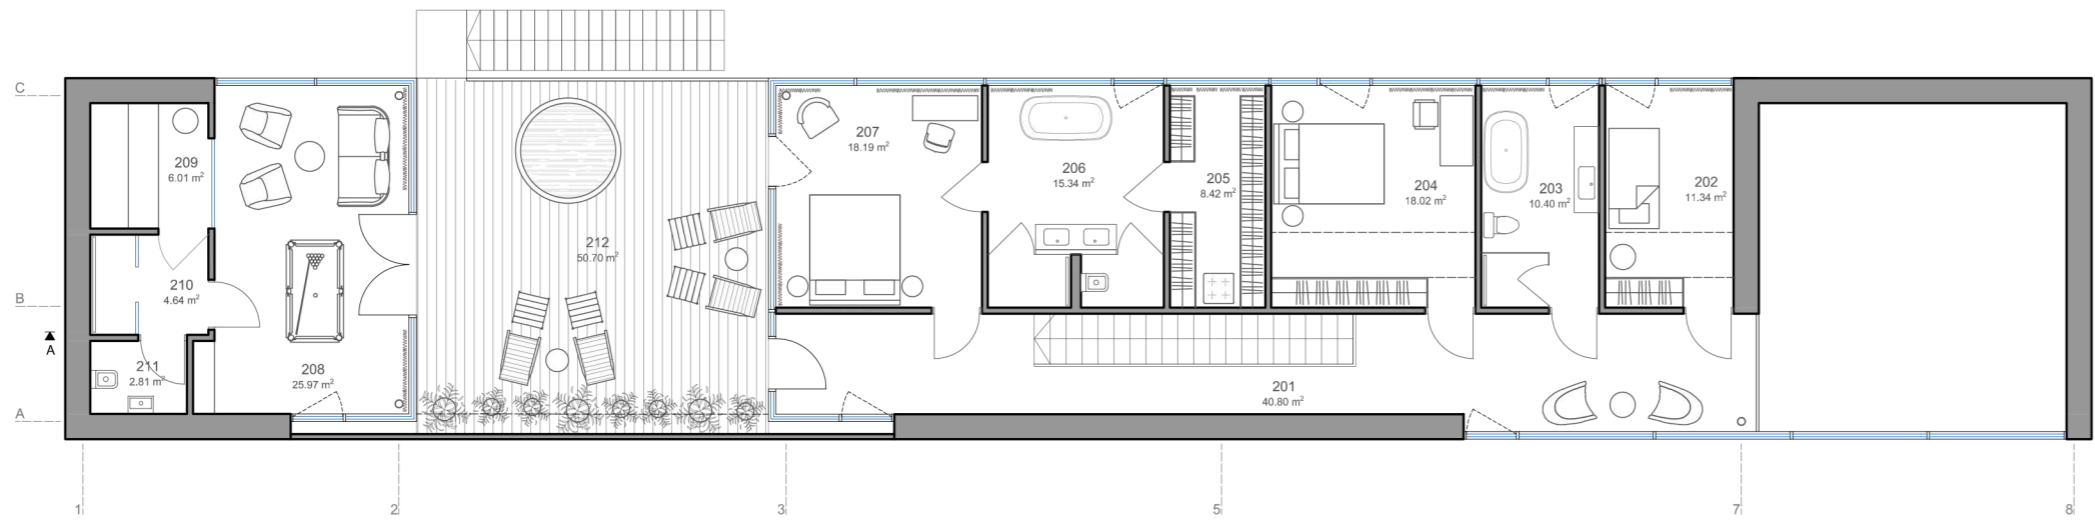 C
B
A
A
209
6.01 m²
210
4.64 m²
211
2.81 m²
208
25.97 m²
212
50.70 m²
207
18.19 m²
206
15.34 m²
205
8.42 m²
204
18.02 m²
203
10.40 m²
202
11.34 m²
201
40.80 m²
1
2
3
5
7
8